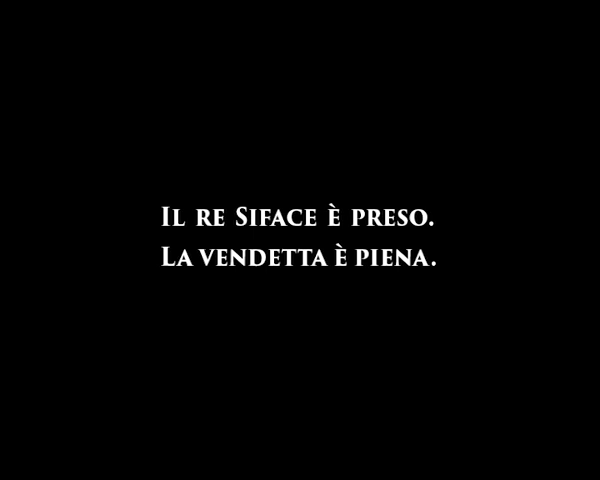 Il re Siface è preso.
La vendetta è piena.